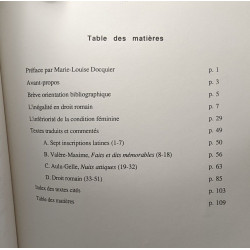 Table des matières
Préface par Marie-Louise Docquier p. 1
Avant-propos p. 3
Brève orientation bibliographique p. 5
L'inégalité en droit romain p. 7
L'infériorité de la condition féminine p. 29
Textes traduits et commentés p. 49
A. Sept inscriptions latines (1-7) p. 50
B. Valère-Maxime, Faits et dits mémorables (8-18) p. 56
C. Aulu-Gelle, Nuits attiques (19-32) p. 63
D. Droit romain (33-51) p. 85
Index des textes cités p. 103
Table des matières p. 109